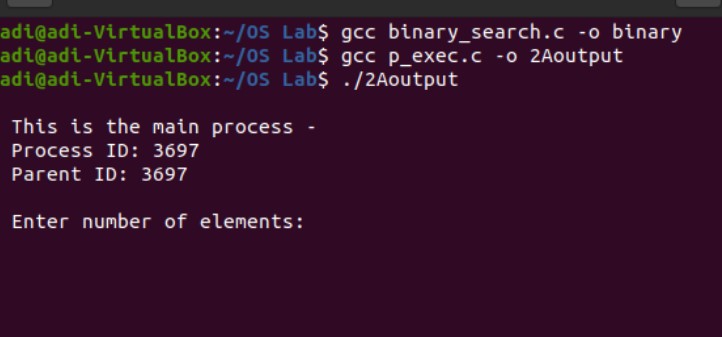 adi@adi-VirtualBox:~/OS Lab$ gcc binary_search.c -o binary
adi@adi-VirtualBox:~/OS Lab$ gcc p_exec.c -o 2Aoutput
adi@adi-VirtualBox:~/OS Lab$ ./2Aoutput
This is the main process -
Process ID: 3697
Parent ID: 3697
Enter number of elements: